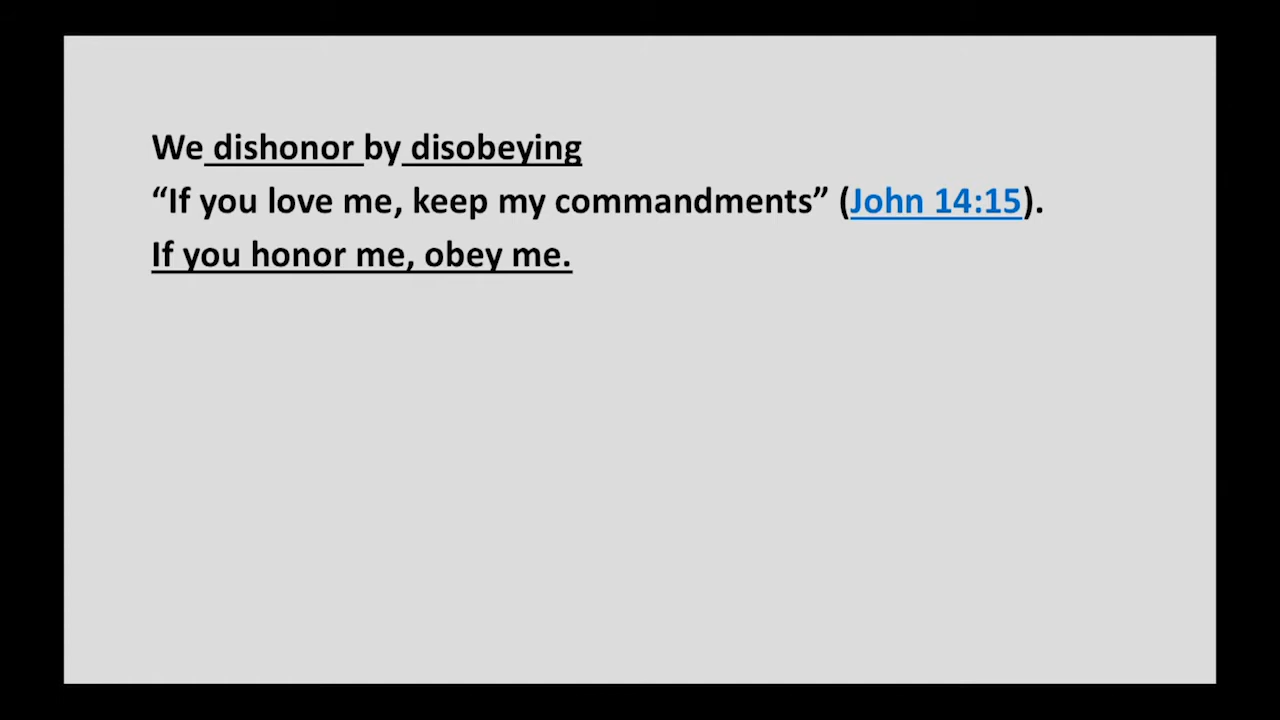 We dishonor by disobeying
“If you love me, keep my commandments” (John 14:15).
If you honor me, obey me.